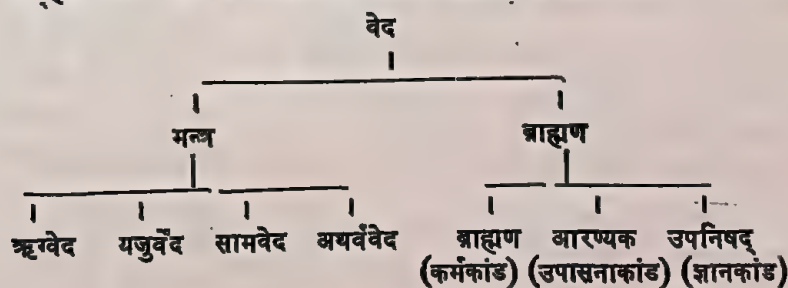 वेद
मन्त्र ब्राह्मण
ऋग्वेद यजुर्वेद सामवेद अथर्ववेद ब्राह्मण आरण्यक उपनिषद्
(कर्मकांड) (उपासनाकांड) (ज्ञानकांड)